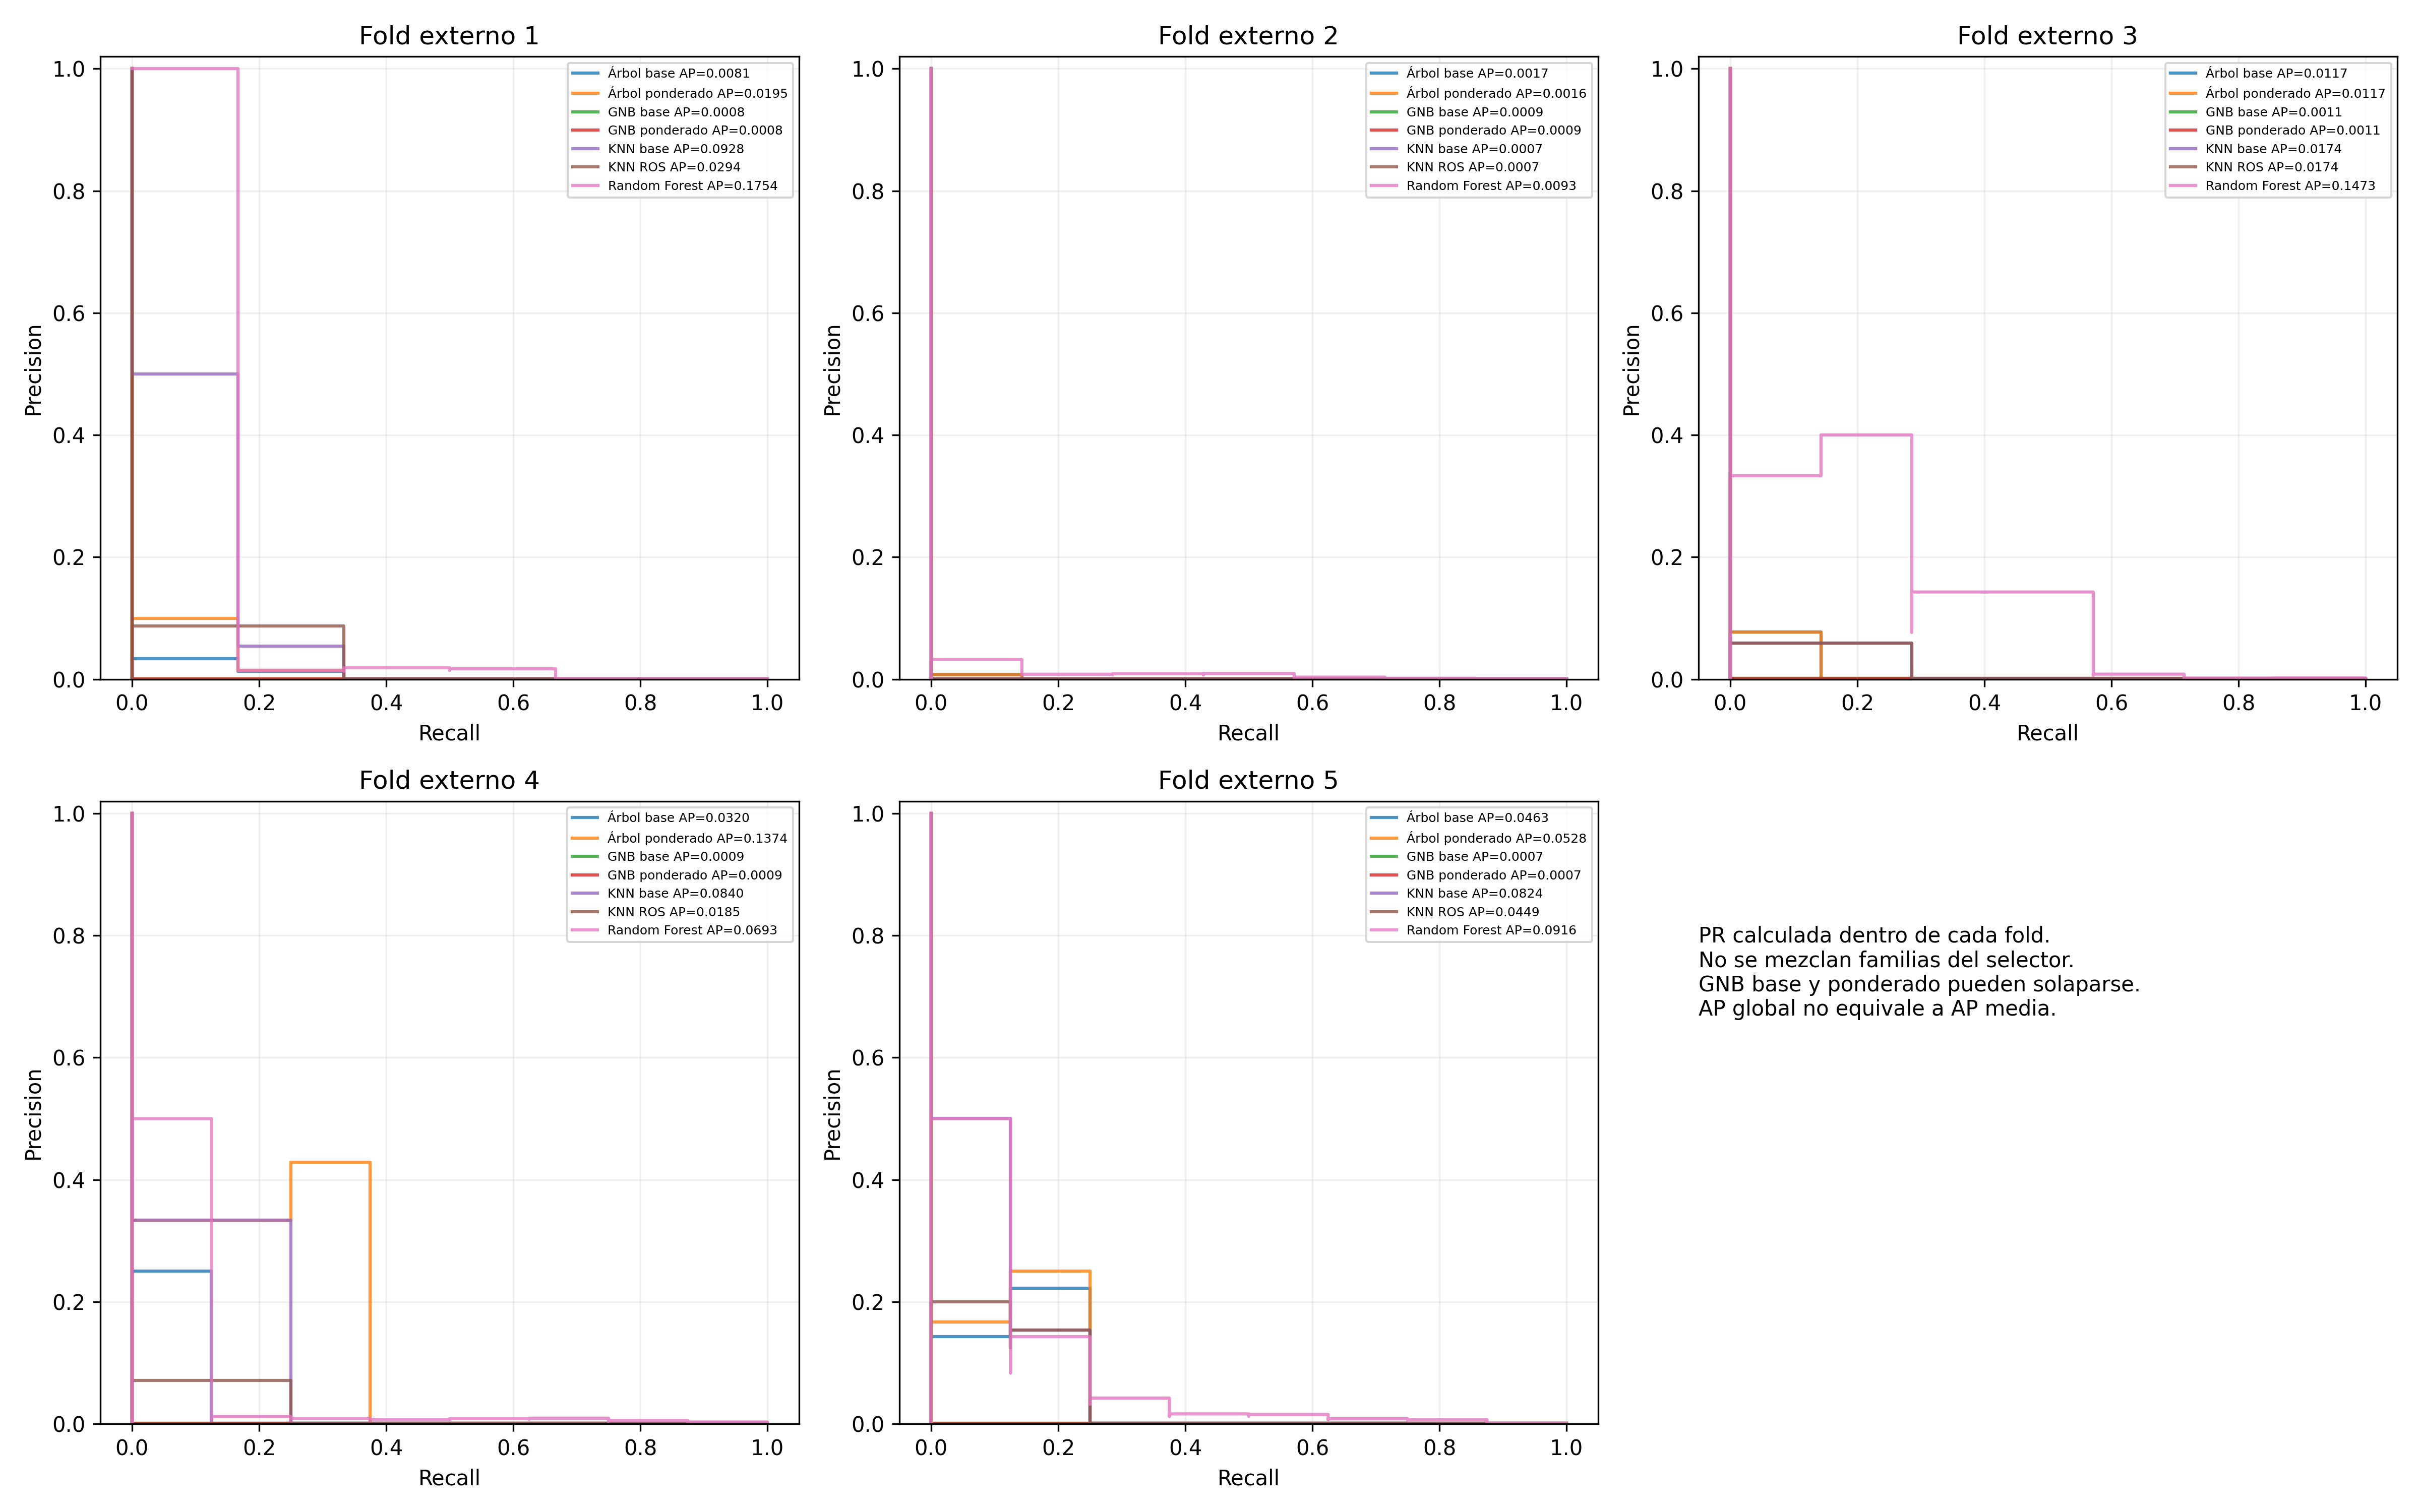 Fold externo 1
Precision
1.0
0.8
0.6
0.4
0.2
0.0
0.0 0.2 0.4 0.6 0.8 1.0
Recall
Árbol base AP=0.0081
Árbol ponderado AP=0.0195
GNB base AP=0.0008
GNB ponderado AP=0.0008
KNN base AP=0.0928
KNN ROS AP=0.0294
Random Forest AP=0.1754
Fold externo 2
Precision
1.0
0.8
0.6
0.4
0.2
0.0
0.0 0.2 0.4 0.6 0.8 1.0
Recall
Árbol base AP=0.0017
Árbol ponderado AP=0.0016
GNB base AP=0.0009
GNB ponderado AP=0.0009
KNN base AP=0.0007
KNN ROS AP=0.0007
Random Forest AP=0.0093
Fold externo 3
Precision
1.0
0.8
0.6
0.4
0.2
0.0
0.0 0.2 0.4 0.6 0.8 1.0
Recall
Árbol base AP=0.0117
Árbol ponderado AP=0.0117
GNB base AP=0.0011
GNB ponderado AP=0.0011
KNN base AP=0.0174
KNN ROS AP=0.0174
Random Forest AP=0.1473
Fold externo 4
Precision
1.0
0.8
0.6
0.4
0.2
0.0
0.0 0.2 0.4 0.6 0.8 1.0
Recall
Árbol base AP=0.0320
Árbol ponderado AP=0.1374
GNB base AP=0.0009
GNB ponderado AP=0.0009
KNN base AP=0.0840
KNN ROS AP=0.0185
Random Forest AP=0.0693
Fold externo 5
Precision
1.0
0.8
0.6
0.4
0.2
0.0
0.0 0.2 0.4 0.6 0.8 1.0
Recall
Árbol base AP=0.0463
Árbol ponderado AP=0.0528
GNB base AP=0.0007
GNB ponderado AP=0.0007
KNN base AP=0.0824
KNN ROS AP=0.0449
Random Forest AP=0.0916
PR calculada dentro de cada fold.
No se mezclan familias del selector.
GNB base y ponderado pueden solaparse.
AP global no equivale a AP media.